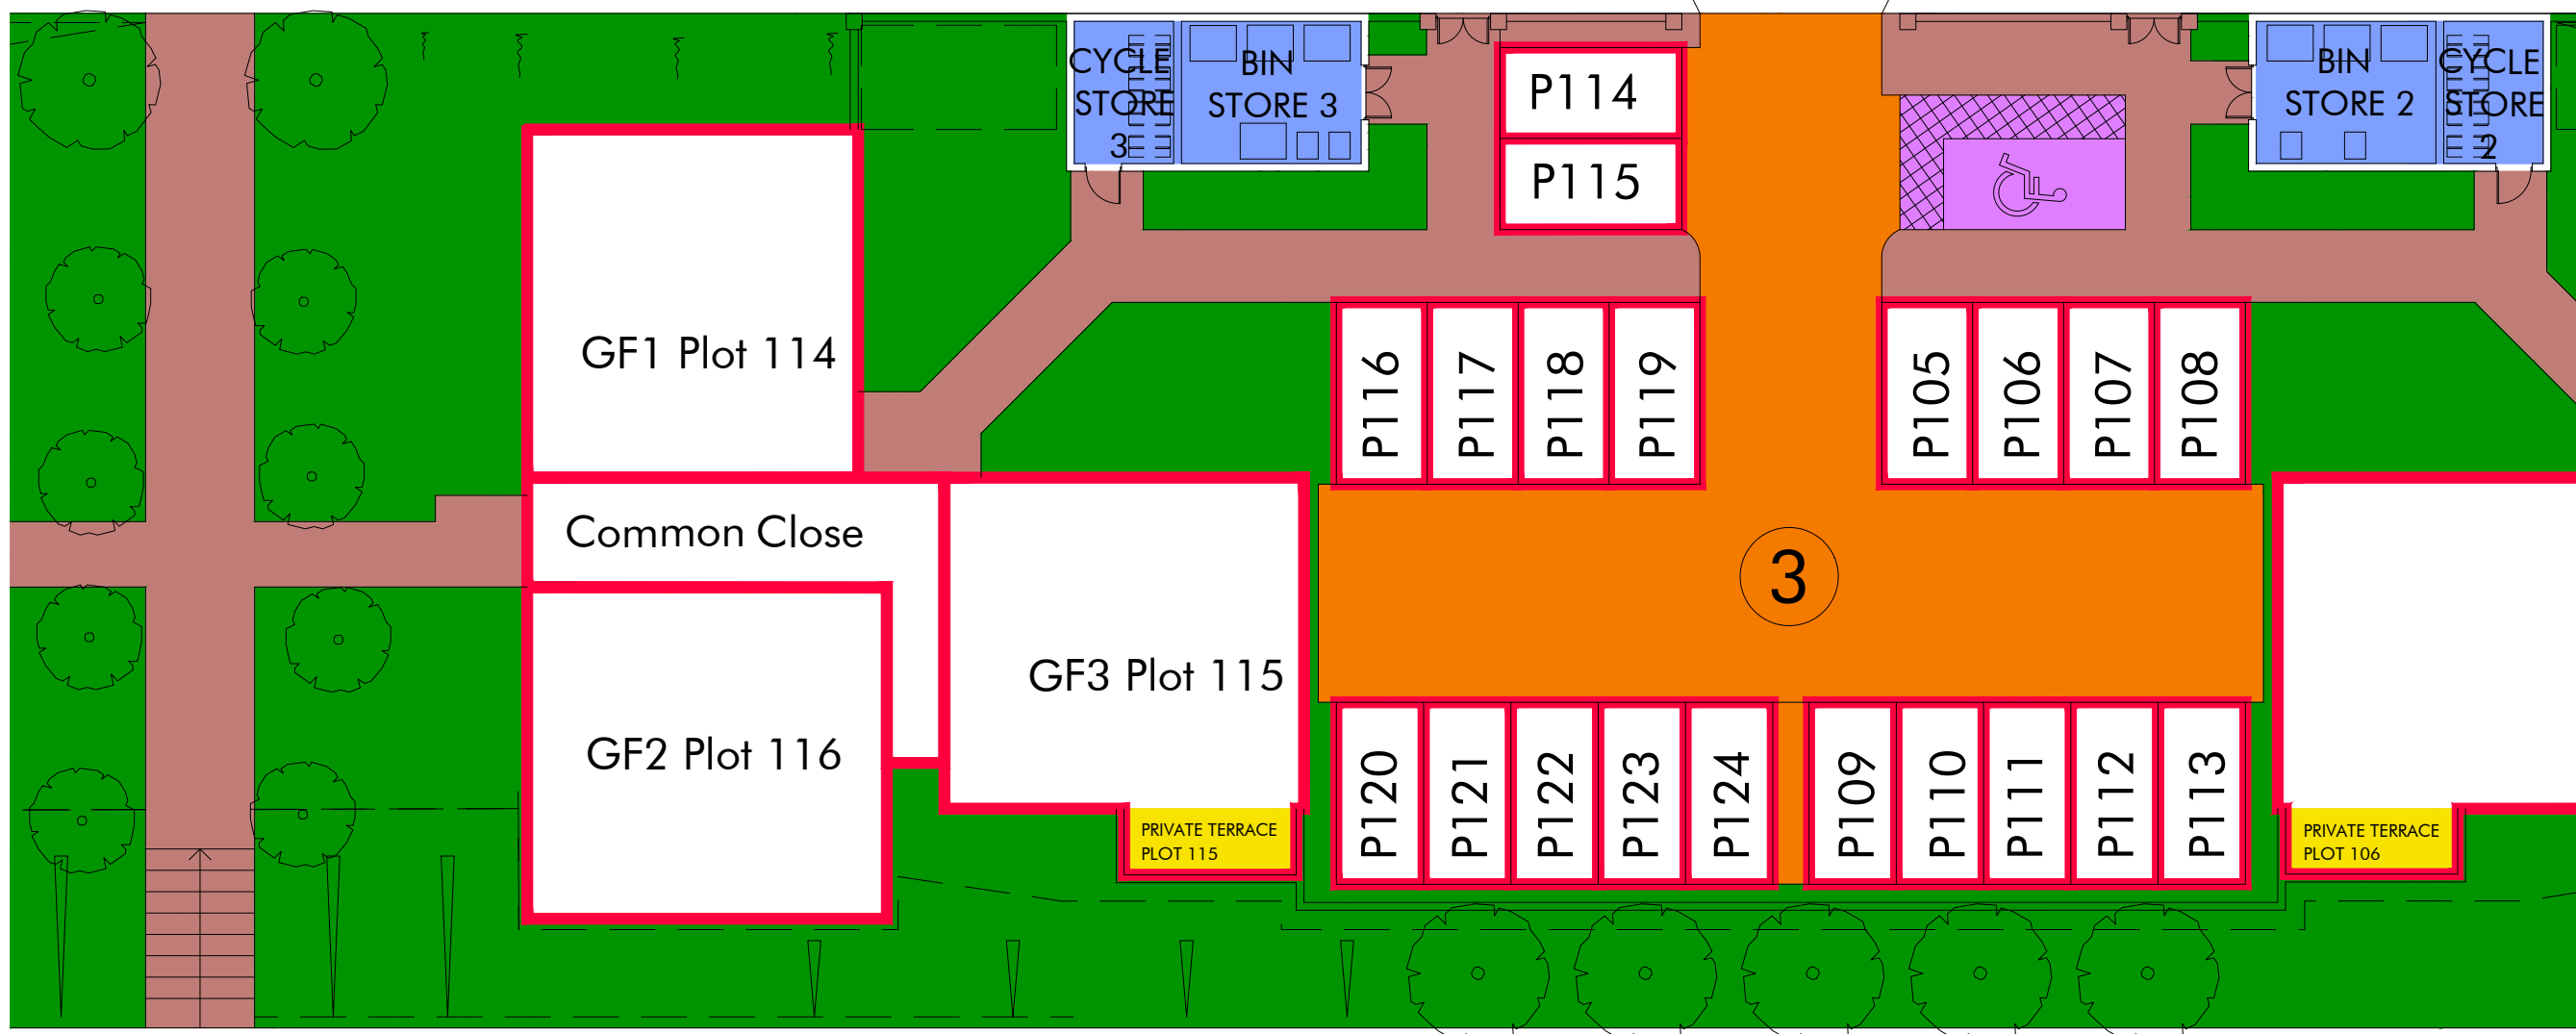 CYCLE
STORE
3
BIN
STORE 3
P114
P115
BIN
STORE 2
CYCLE
STORE
2
GF1 Plot 114
P116
P117
P118
P119
P105
P106
P107
P108
Common Close
3
GF3 Plot 115
GF2 Plot 116
P120
P121
P122
P123
P124
P109
P110
P111
P112
P113
PRIVATE TERRACE
PLOT 115
PRIVATE TERRACE
PLOT 106